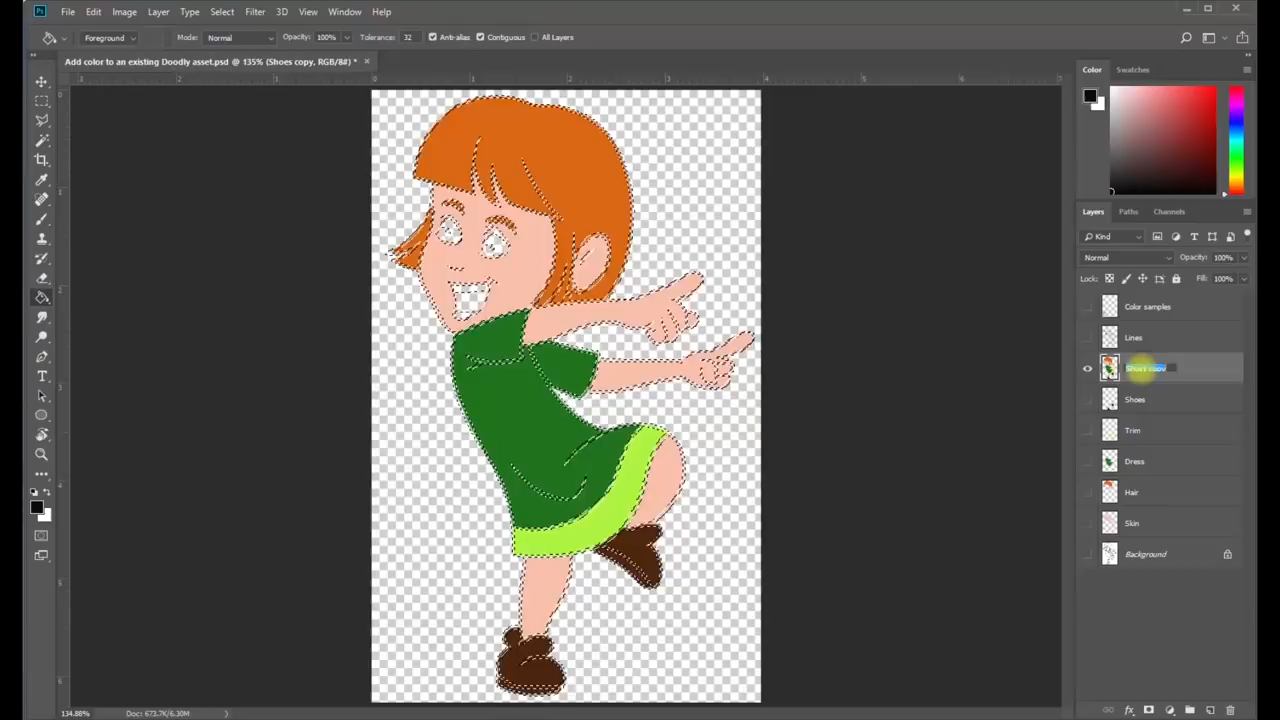 Ps File Edit Image Layer Type Select Filter 3D View Window Help
Foreground Mode: Normal Opacity: 100% Tolerance: 32 Anti-alias Contiguous All Layers
Add color to an existing Doodly asset.psd @ 135% (Shoes copy, RGB/8#) * ×
Color Swatches
Layers Paths Channels
Kind
Normal Opacity: 100%
Lock: Fill: 100%
Color samples
Lines
Shoes copy
Shoes
Trim
Dress
Hair
Skin
Background
134.88% Doc: 673.7K/6.30M